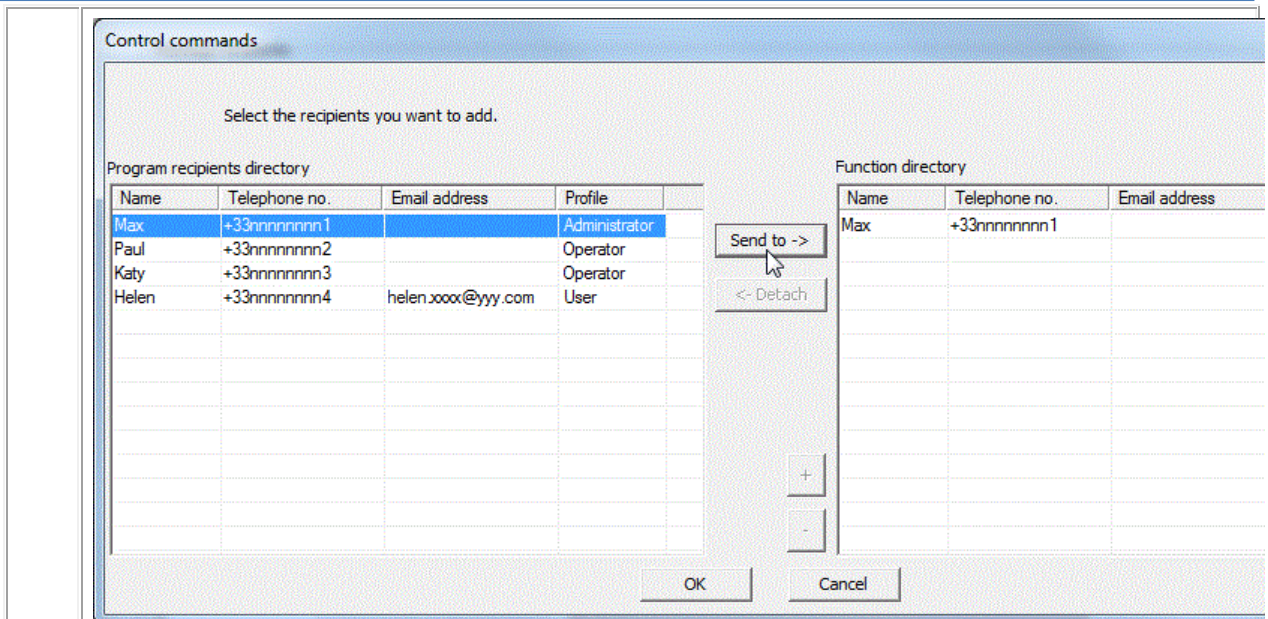 Control commands
Select the recipients you want to add.
Program recipients directory
Name Telephone no. Email address Profile
Max +33nnnnnnnn1 Administrator
Paul +33nnnnnnnn2 Operator
Katy +33nnnnnnnn3 Operator
Helen +33nnnnnnnn4 helen.xxxx@yyy.com User
Send to ->
<- Detach
+
-
Function directory
Name Telephone no. Email address
Max +33nnnnnnnn1
OK Cancel